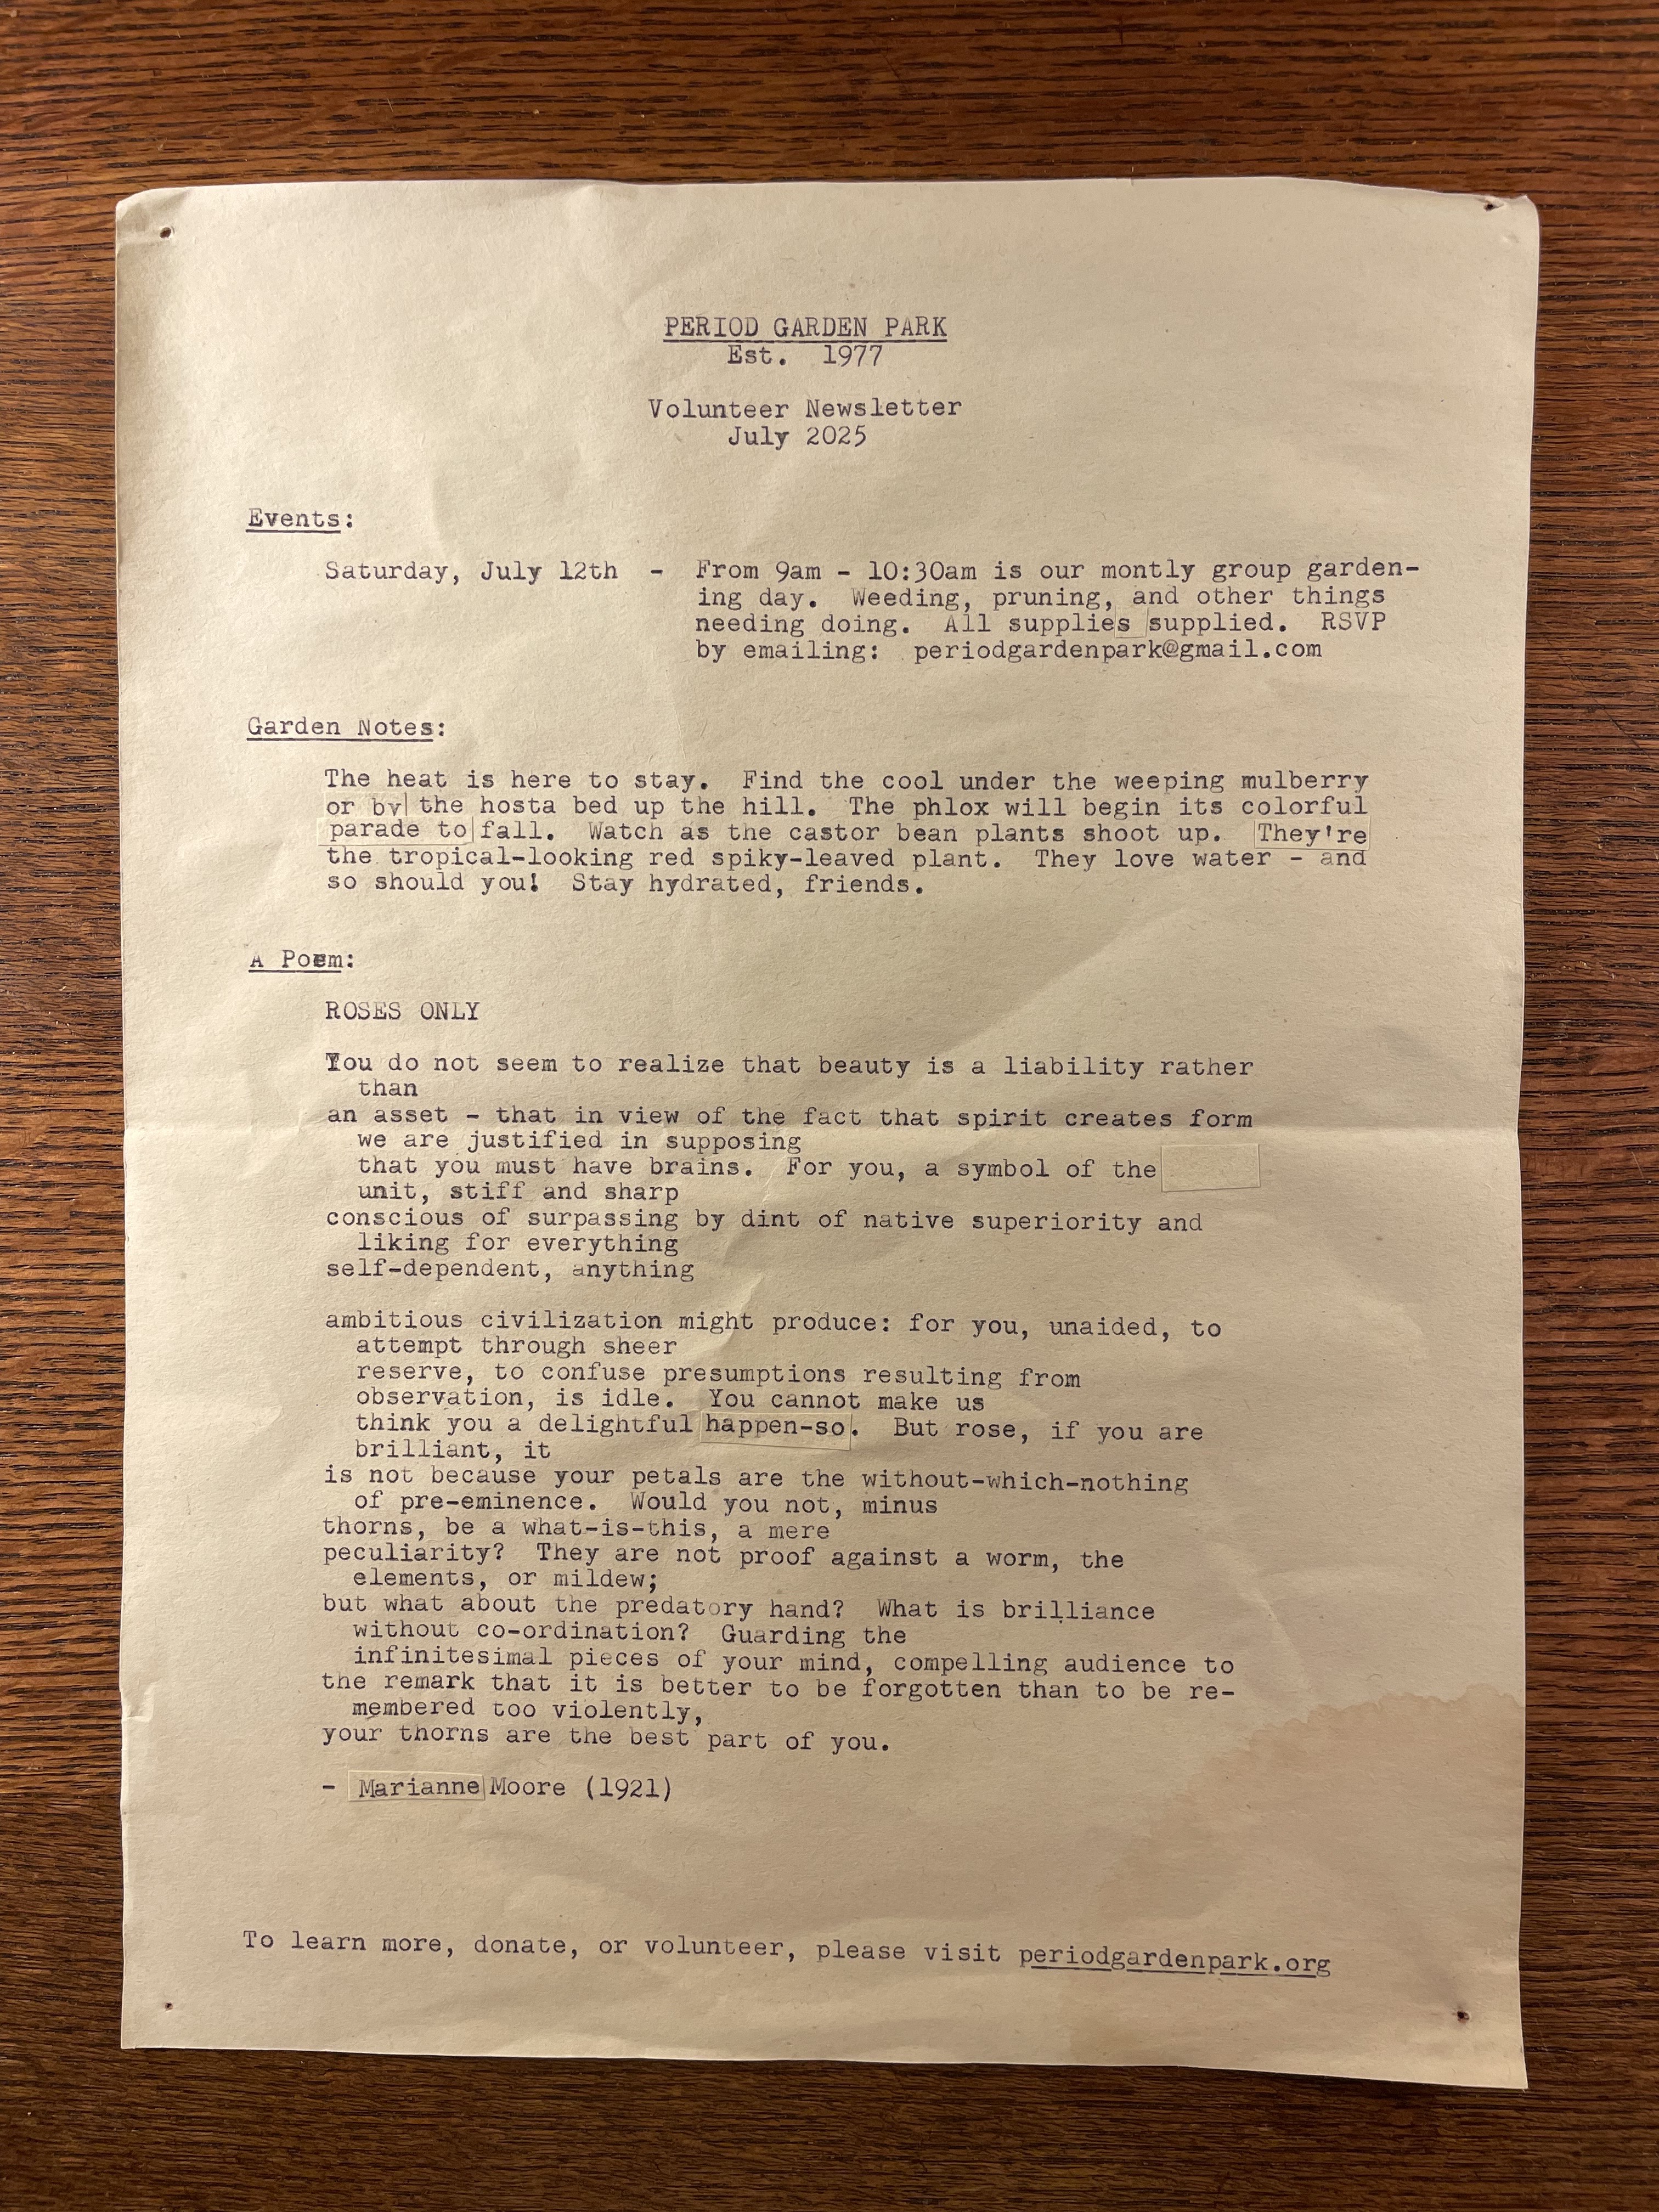 PERIOD GARDEN PARK
Est.  1977
Volunteer Newsletter
July 2025
Events:
Saturday, July 12th  -  From 9am - 10:30am is our montly group garden-
ing day.  Weeding, pruning, and other things
needing doing.  All supplies supplied.  RSVP
by emailing:  periodgardenpark@gmail.com
Garden Notes:
The heat is here to stay.  Find the cool under the weeping mulberry
or by the hosta bed up the hill.  The phlox will begin its colorful
parade to fall.  Watch as the castor bean plants shoot up.  They're
the tropical-looking red spiky-leaved plant.  They love water - and
so should you!  Stay hydrated, friends.
A Poem:
ROSES ONLY
You do not seem to realize that beauty is a liability rather
than
an asset - that in view of the fact that spirit creates form
we are justified in supposing
that you must have brains.  For you, a symbol of the
unit, stiff and sharp
conscious of surpassing by dint of native superiority and
liking for everything
self-dependent, anything
ambitious civilization might produce: for you, unaided, to
attempt through sheer
reserve, to confuse presumptions resulting from
observation, is idle.  You cannot make us
think you a delightful happen-so.  But rose, if you are
brilliant, it
is not because your petals are the without-which-nothing
of pre-eminence.  Would you not, minus
thorns, be a what-is-this, a mere
peculiarity?  They are not proof against a worm, the
elements, or mildew;
but what about the predatory hand?  What is brilliance
without co-ordination?  Guarding the
infinitesimal pieces of your mind, compelling audience to
the remark that it is better to be forgotten than to be re-
membered too violently,
your thorns are the best part of you.
- Marianne Moore (1921)
To learn more, donate, or volunteer, please visit periodgardenpark.org